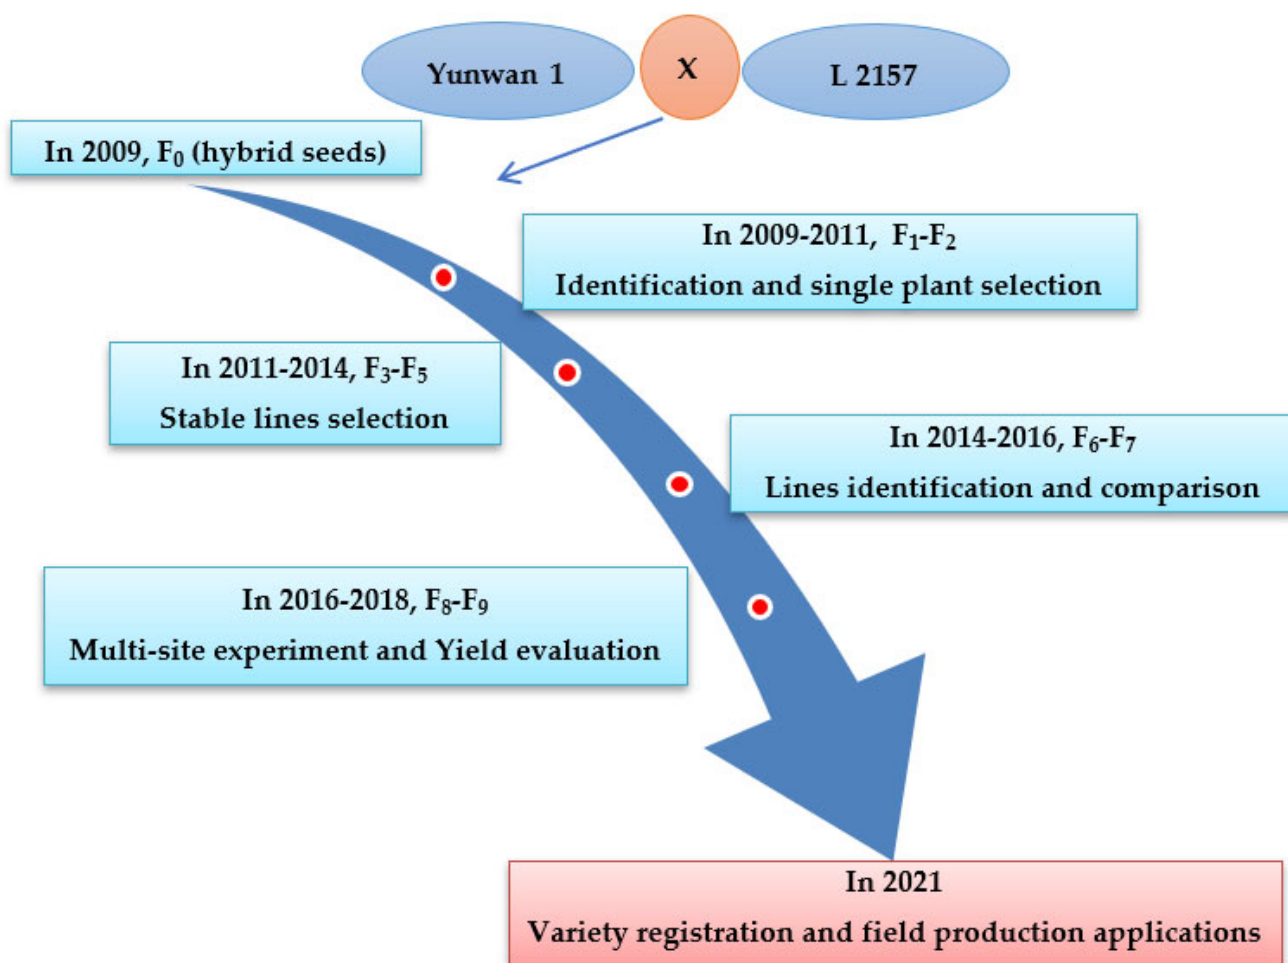 Yunwan 1
X
L 2157
In 2009, F₀ (hybrid seeds)
In 2009-2011, F₁-F₂
Identification and single plant selection
In 2011-2014, F₃-F₅
Stable lines selection
In 2014-2016, F₆-F₇
Lines identification and comparison
In 2016-2018, F₈-F₉
Multi-site experiment and Yield evaluation
In 2021
Variety registration and field production applications